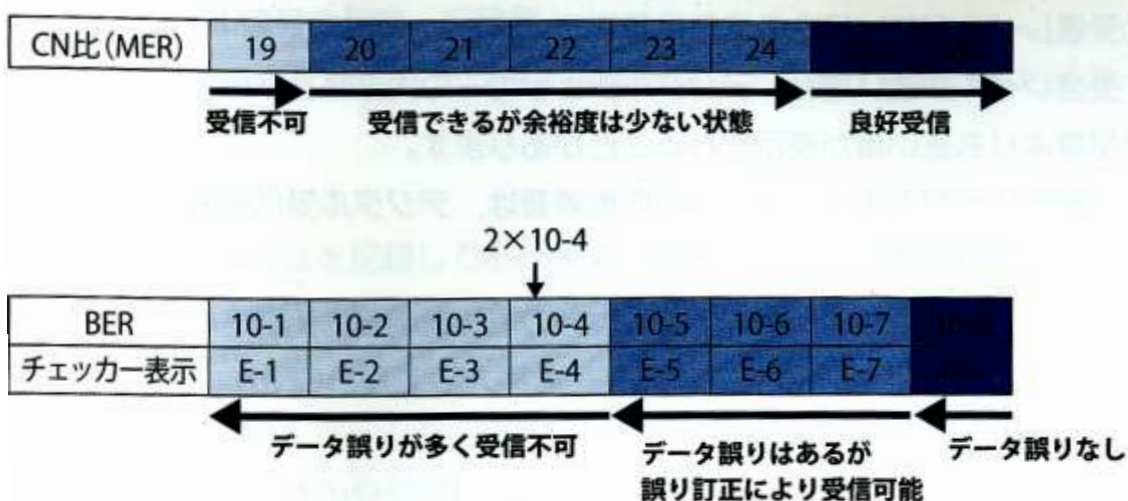 CN比(MER) 19 20 21 22 23 24
受信不可 受信できるが余裕度は少ない状態 良好受信
2×10-4
BER 10-1 10-2 10-3 10-4 10-5 10-6 10-7
チェッカー表示 E-1 E-2 E-3 E-4 E-5 E-6 E-7
データ誤りが多く受信不可 データ誤りはあるが データ誤りなし
誤り訂正により受信可能